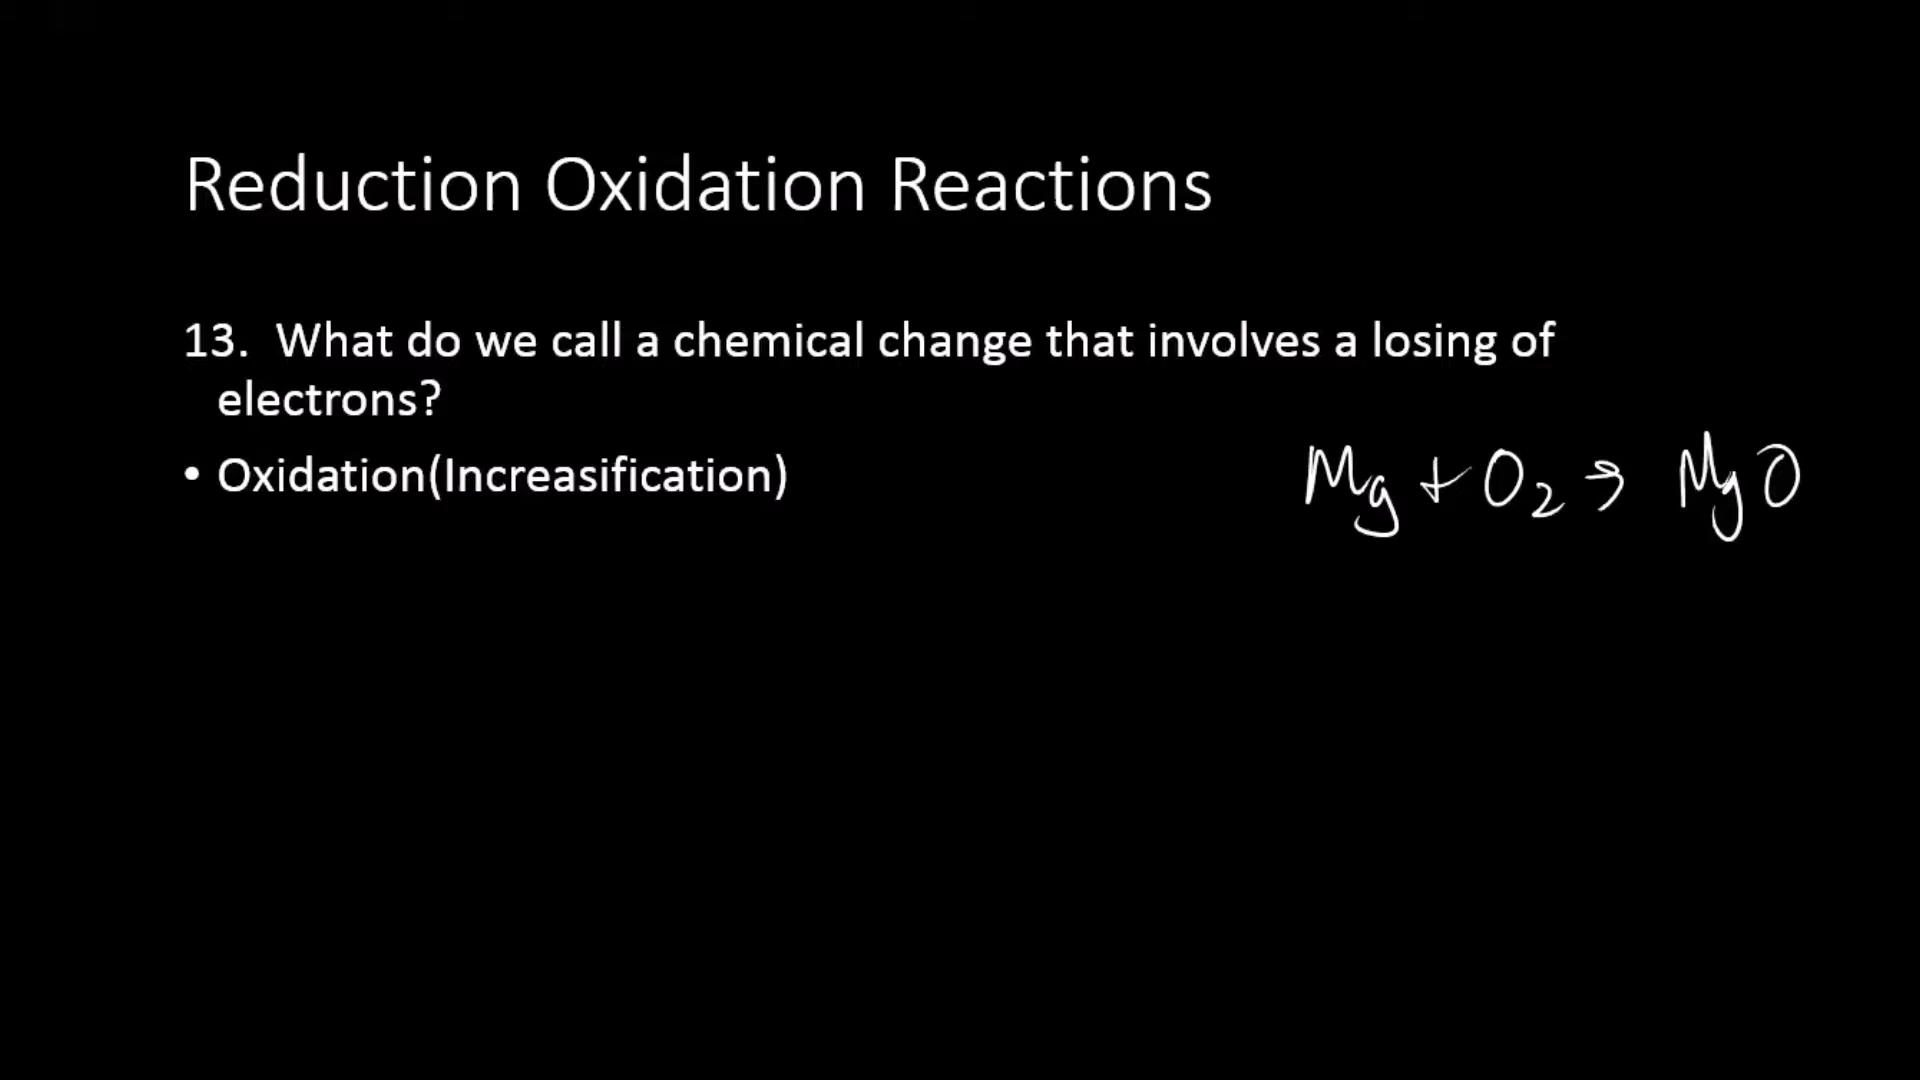 Reduction Oxidation Reactions
13. What do we call a chemical change that involves a losing of
electrons?
• Oxidation(Increasification)
Mg + O₂ → MgO